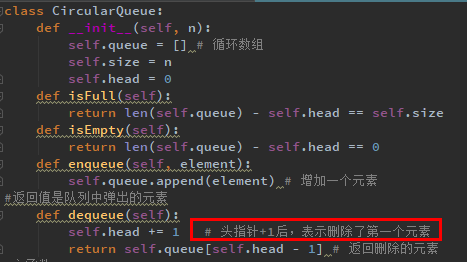 class CircularQueue:
def __init__(self, n):
self.queue = [] # 循环数组
self.size = n
self.head = 0
def isFull(self):
return len(self.queue) - self.head == self.size
def isEmpty(self):
return len(self.queue) - self.head == 0
def enqueue(self, element):
self.queue.append(element) # 增加一个元素
#返回值是队列中弹出的元素
def dequeue(self):
self.head += 1 # 头指针+1后，表示删除了第一个元素
return self.queue[self.head - 1] # 返回删除的元素